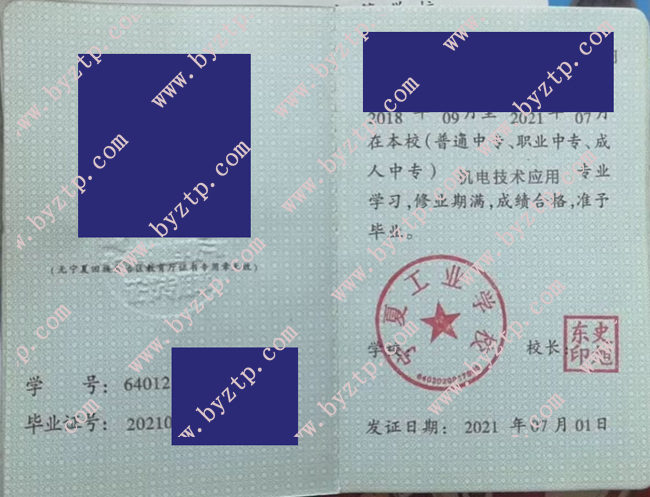 (无宁夏回族自治区教育厅证书专用章无效)
学 号: 64012
毕业证号: 20210
2018 年 09 月至 2021 年 07 月
在本校(普通中专、职业中专、成
人中专) 机电技术应用 专业
学习,修业期满,成绩合格,准予
毕业。
宁夏工业学校
学校:
校长:
史旭东印
发证日期: 2021 年 07 月 01 日
www.byztp.com